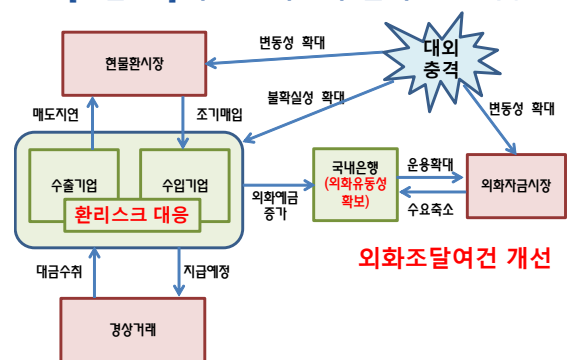 변동성 확대
대외
충격
현물환시장
불확실성 확대
변동성 확대
매도지연
조기매입
수출기업
수입기업
환리스크 대응
외화예금
증가
국내은행
(외화유동성
확보)
운용확대
수요축소
외화자금시장
외화조달여건 개선
대금수취
지급예정
경상거래